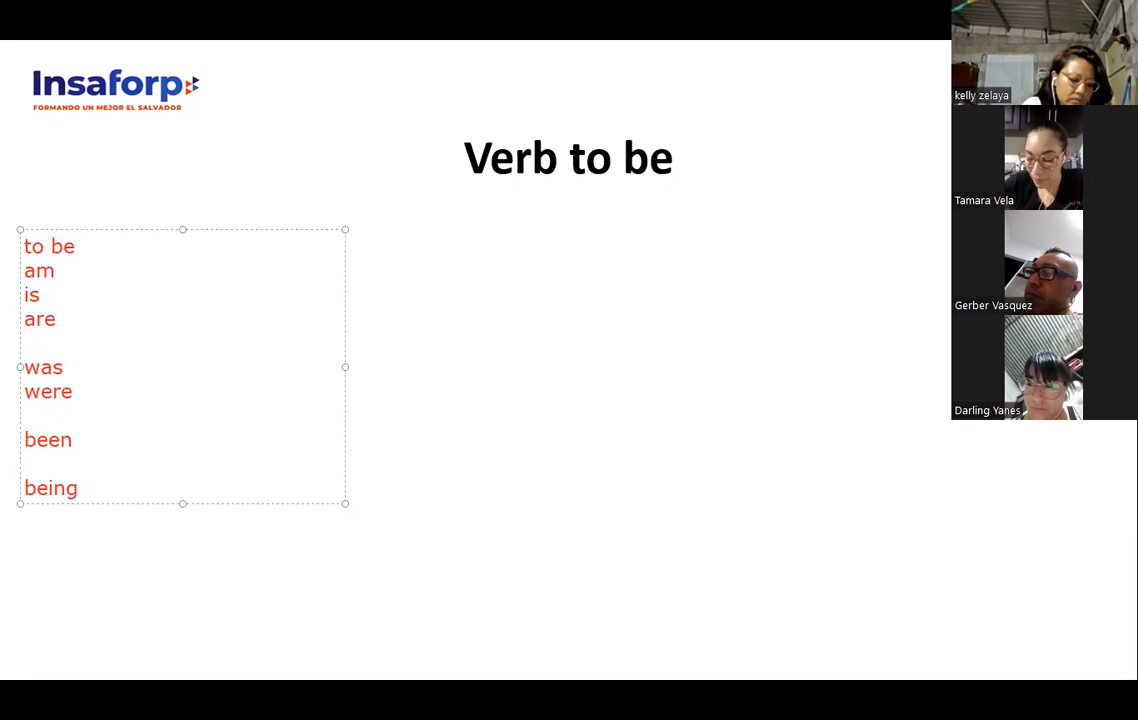 Insaforp
FORMANDO UN MEJOR EL SALVADOR
Verb to be
to be
am
is
are
was
were
been
being
kelly zelaya
Tamara Vela
Gerber Vasquez
Darling Yanes